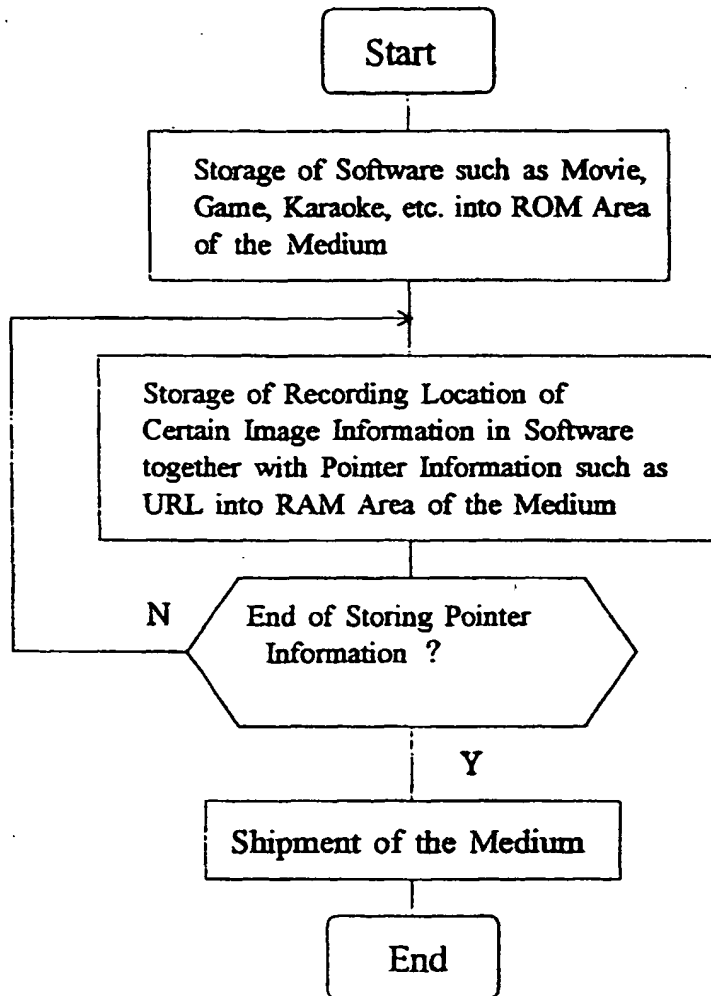 Start
Storage of Software such as Movie,
Game, Karaoke, etc. into ROM Area
of the Medium
Storage of Recording Location of
Certain Image Information in Software
together with Pointer Information such as
URL into RAM Area of the Medium
N
End of Storing Pointer
Information ?
Y
Shipment of the Medium
End